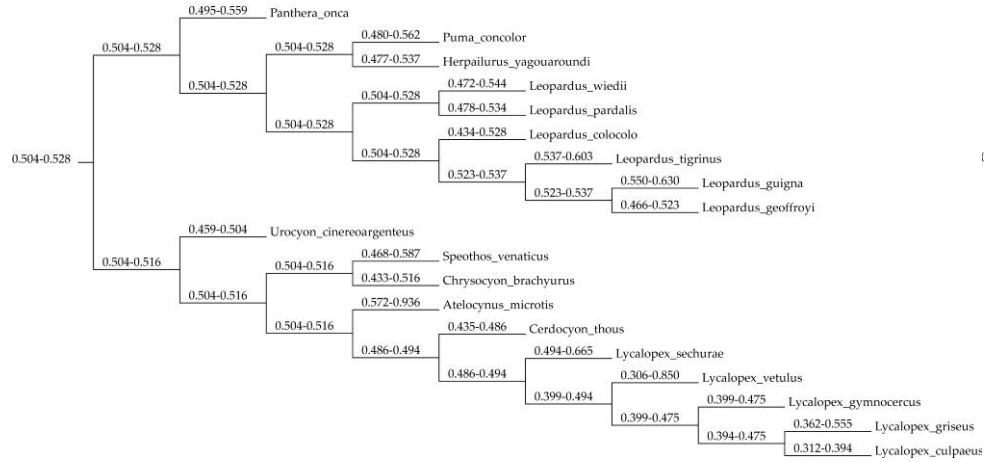 0.495-0.559 Panthera_onca
0.504-0.528
0.480-0.562 Puma_concolor
0.504-0.528
0.477-0.537 Herpailurus_yagouaroundi
0.504-0.528
0.472-0.544 Leopardus_wiedii
0.504-0.528
0.478-0.534 Leopardus_pardalis
0.504-0.528
0.434-0.528 Leopardus_colocolo
0.504-0.528
0.537-0.603 Leopardus_tigrinus
0.504-0.528
0.523-0.537
0.550-0.630 Leopardus_guigna
0.523-0.537
0.466-0.523 Leopardus_geoffroyi
0.459-0.504 Urocyon_cinereoargenteus
0.504-0.516
0.468-0.587 Speothos_venaticus
0.504-0.516
0.433-0.516 Chrysocyon_brachyurus
0.504-0.516
0.572-0.936 Atelocynus_microtis
0.504-0.516
0.435-0.486 Cerdocyon_thous
0.486-0.494
0.494-0.665 Lycalopex_sechurae
0.486-0.494
0.306-0.850 Lycalopex_vetulus
0.399-0.494
0.399-0.475 Lycalopex_gymnocercus
0.399-0.475
0.362-0.555 Lycalopex_griseus
0.394-0.475
0.312-0.394 Lycalopex_culpaeus